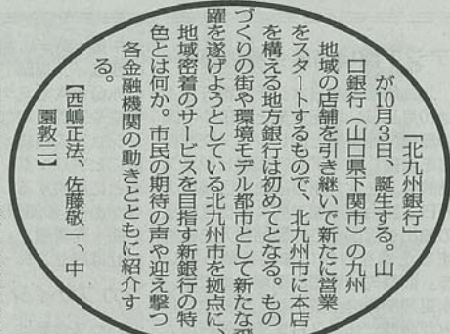 「北九州銀行」
が10月3日、誕生する。山
口銀行（山口県下関市）の九州
地域の店舗を引き継いで新たに営業
をスタートするもので、北九州市に本店
を構える地方銀行は初めてとなる。もの
づくりの街や環境モデル都市として新たな飛
躍を遂げようとしている北九州市を拠点に、
地域密着のサービスを目指す新銀行の特
色とは何か。市民の期待の声や迎え撃つ
各金融機関の動きとともに紹介す
る。
【西嶋正法、佐藤敬一、中
園敦二】